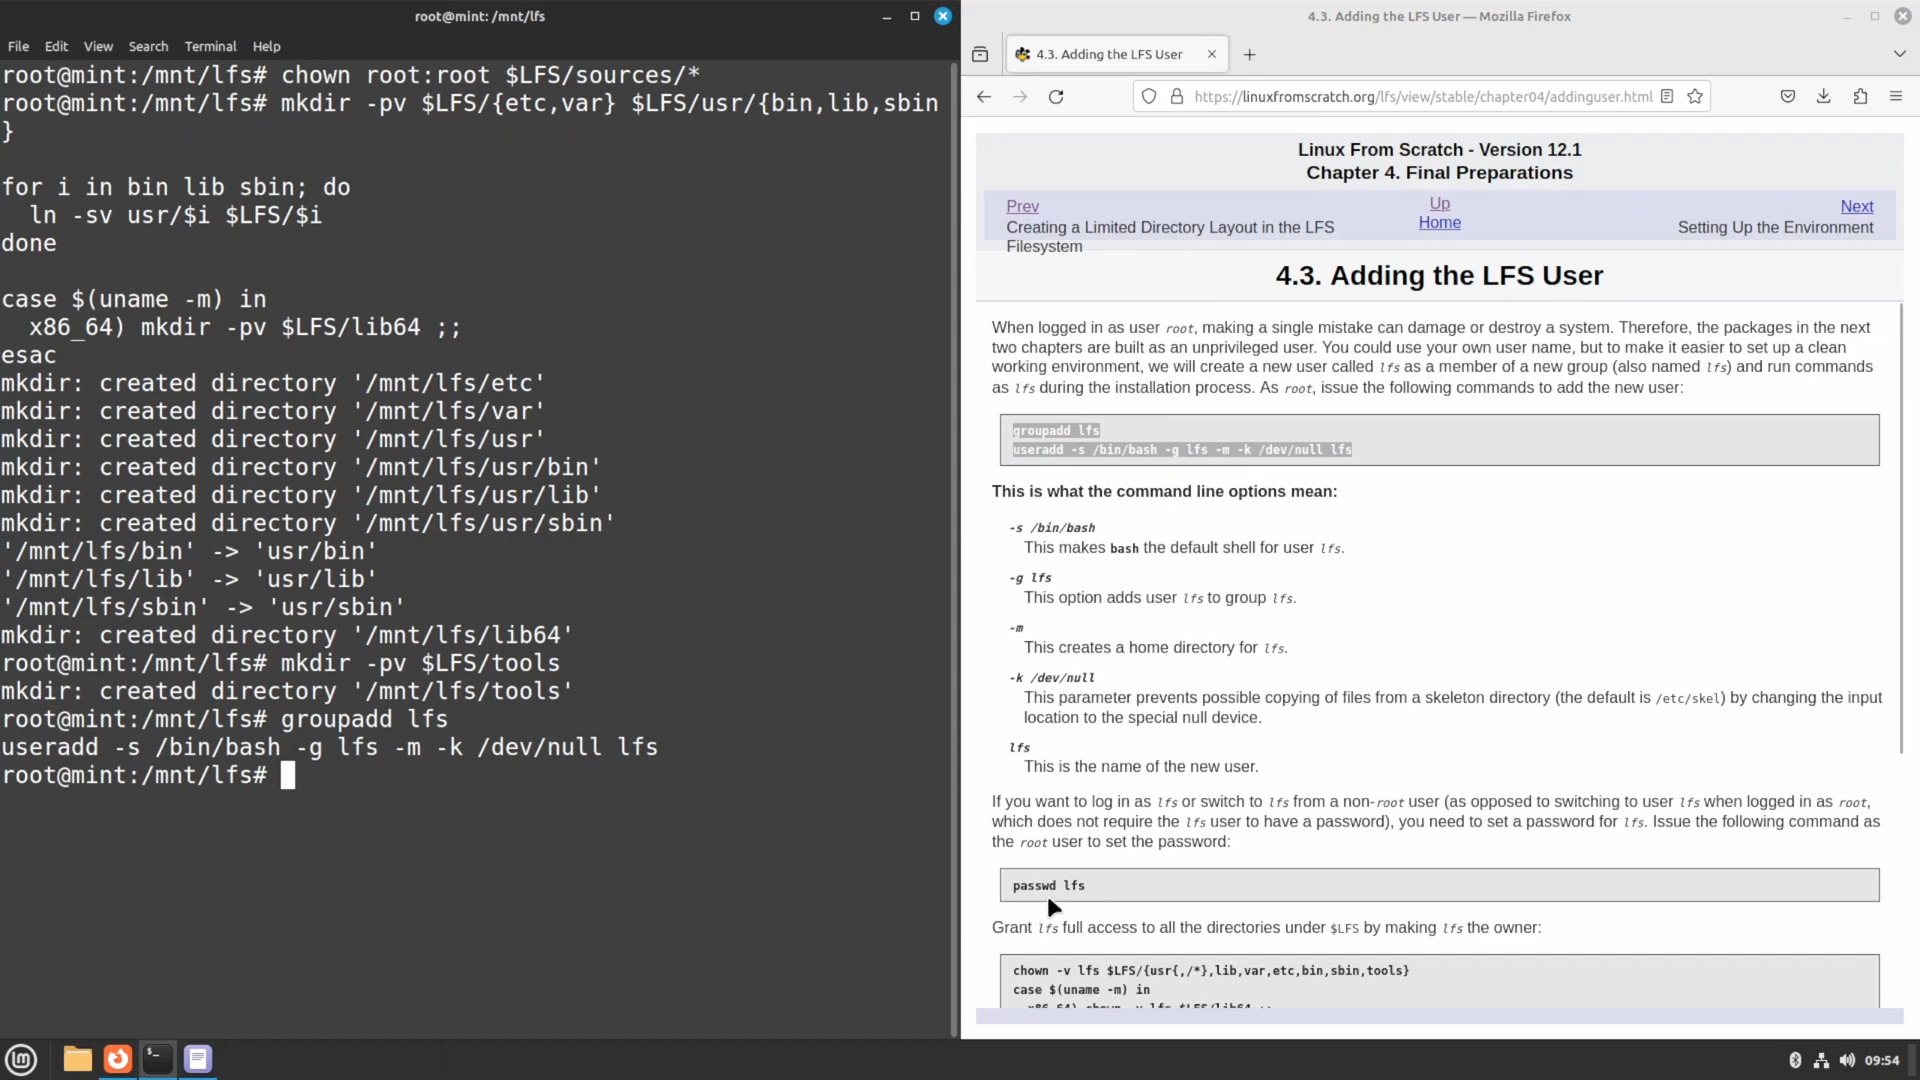 root@mint: /mnt/lfs
File Edit View Search Terminal Help
root@mint:/mnt/lfs# chown root:root $LFS/sources/*
root@mint:/mnt/lfs# mkdir -pv $LFS/{etc,var} $LFS/usr/{bin,lib,sbin
}
for i in bin lib sbin; do
  ln -sv usr/$i $LFS/$i
done
case $(uname -m) in
  x86_64) mkdir -pv $LFS/lib64 ;;
esac
mkdir: created directory '/mnt/lfs/etc'
mkdir: created directory '/mnt/lfs/var'
mkdir: created directory '/mnt/lfs/usr'
mkdir: created directory '/mnt/lfs/usr/bin'
mkdir: created directory '/mnt/lfs/usr/lib'
mkdir: created directory '/mnt/lfs/usr/sbin'
'/mnt/lfs/bin' -> 'usr/bin'
'/mnt/lfs/lib' -> 'usr/lib'
'/mnt/lfs/sbin' -> 'usr/sbin'
mkdir: created directory '/mnt/lfs/lib64'
root@mint:/mnt/lfs# mkdir -pv $LFS/tools
mkdir: created directory '/mnt/lfs/tools'
root@mint:/mnt/lfs# groupadd lfs
useradd -s /bin/bash -g lfs -m -k /dev/null lfs
root@mint:/mnt/lfs#
4.3. Adding the LFS User — Mozilla Firefox
4.3. Adding the LFS User
https://linuxfromscratch.org/lfs/view/stable/chapter04/addinguser.html
Linux From Scratch - Version 12.1
Chapter 4. Final Preparations
Prev
Creating a Limited Directory Layout in the LFS
Filesystem
Up
Home
Next
Setting Up the Environment
4.3. Adding the LFS User
When logged in as user root, making a single mistake can damage or destroy a system. Therefore, the packages in the next
two chapters are built as an unprivileged user. You could use your own user name, but to make it easier to set up a clean
working environment, we will create a new user called lfs as a member of a new group (also named lfs) and run commands
as lfs during the installation process. As root, issue the following commands to add the new user:
groupadd lfs
useradd -s /bin/bash -g lfs -m -k /dev/null lfs
This is what the command line options mean:
-s /bin/bash
This makes bash the default shell for user lfs.
-g lfs
This option adds user lfs to group lfs.
-m
This creates a home directory for lfs.
-k /dev/null
This parameter prevents possible copying of files from a skeleton directory (the default is /etc/skel) by changing the input
location to the special null device.
lfs
This is the name of the new user.
If you want to log in as lfs or switch to lfs from a non-root user (as opposed to switching to user lfs when logged in as root,
which does not require the lfs user to have a password), you need to set a password for lfs. Issue the following command as
the root user to set the password:
passwd lfs
Grant lfs full access to all the directories under $LFS by making lfs the owner:
chown -v lfs $LFS/{usr{,/*},lib,var,etc,bin,sbin,tools}
case $(uname -m) in
  x86_64) chown -v lfs $LFS/lib64 ;;
09:54